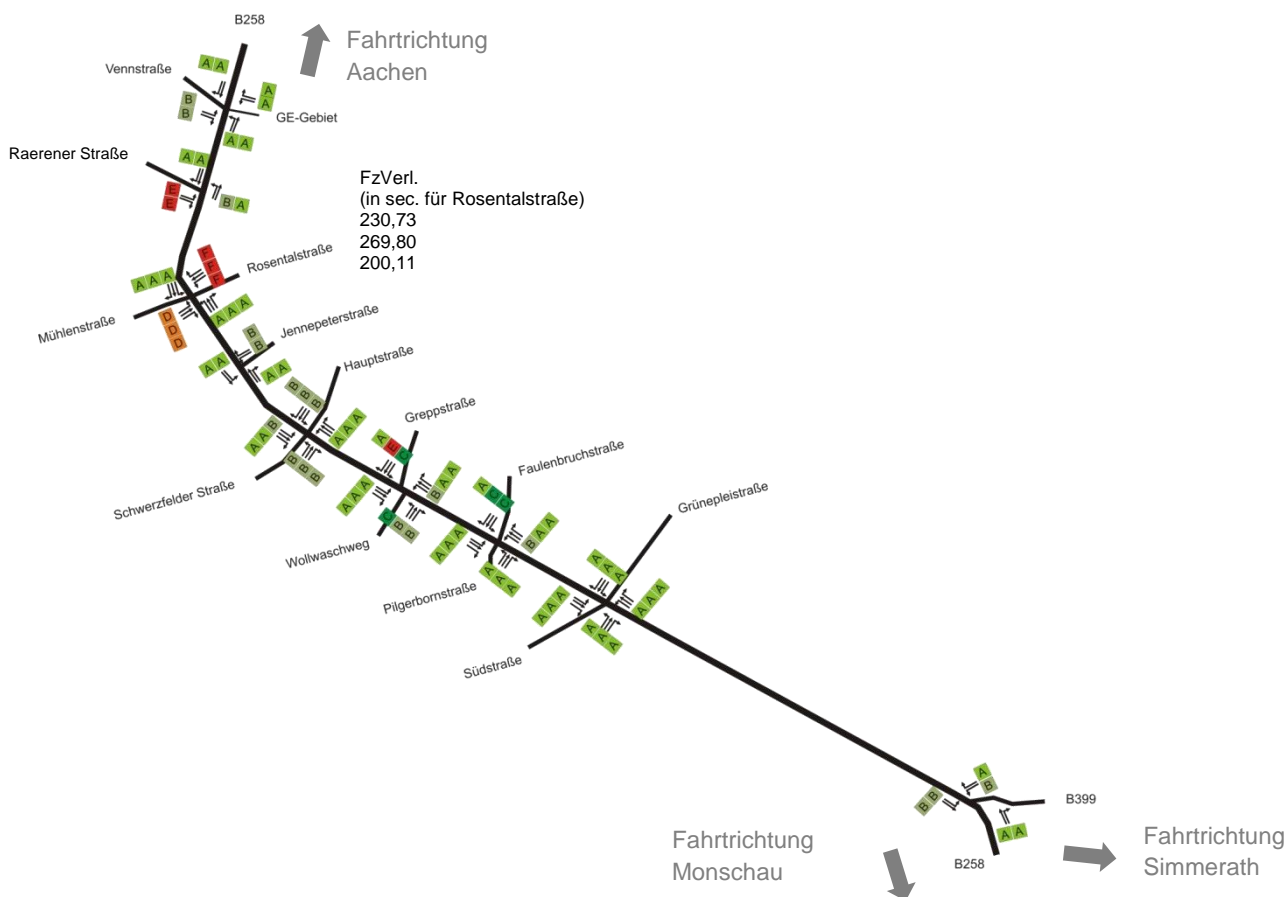 B258
Fahrtrichtung
Aachen
A A
Vennstraße
A
A
B
B
GE-Gebiet
A A
Raerener Straße
A A
E
E
B A
FzVerl.
(in sec. für Rosentalstraße)
230,73
269,80
200,11
Rosentalstraße
F
F
F
A A A
Mühlenstraße
D
D
D
A A A
Jennepeterstraße
B
B
A A
A A
Hauptstraße
B B B
A A B
A A A
Schwerzfelder Straße
B B B
Greppstraße
A E C
A A A
B A A
Wollwaschweg
C B B
Faulenbruchstraße
A C C
A A A
B A A
Pilgerbornstraße
A A A
Grünepleistraße
A A A
A A A
A A A
Südstraße
A A A
A
B
B B
B399
A A
B258
Fahrtrichtung
Monschau
Fahrtrichtung
Simmerath